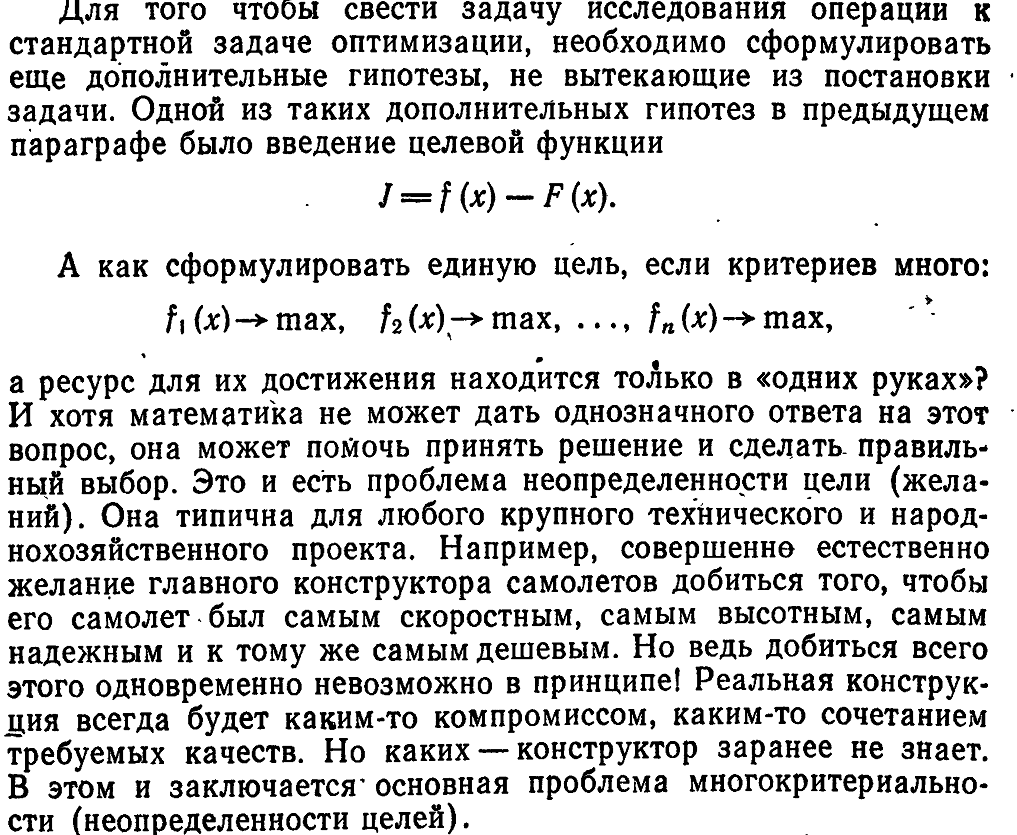 Для того чтобы свести задачу исследования операций к
стандартной задаче оптимизации, необходимо сформулировать
еще дополнительные гипотезы, не вытекающие из постановки
задачи. Одной из таких дополнительных гипотез в предыдущем
параграфе было введение целевой функции
J = f (x) — F (x).
А как сформулировать единую цель, если критериев много:
f₁ (x) → max, f₂ (x) → max, ..., fₙ (x) → max,
а ресурс для их достижения находится только в «одних руках»?
И хотя математика не может дать однозначного ответа на этот
вопрос, она может помочь принять решение и сделать правиль-
ный выбор. Это и есть проблема неопределенности цели (жела-
ний). Она типична для любого крупного технического и народ-
нохозяйственного проекта. Например, совершенно естественно
желание главного конструктора самолетов добиться того, чтобы
его самолет был самым скоростным, самым высотным, самым
надежным и к тому же самым дешевым. Но ведь добиться всего
этого одновременно невозможно в принципе! Реальная конструк-
ция всегда будет каким-то компромиссом, каким-то сочетанием
требуемых качеств. Но каких — конструктор заранее не знает.
В этом и заключается основная проблема многокритериально-
сти (неопределенности целей).